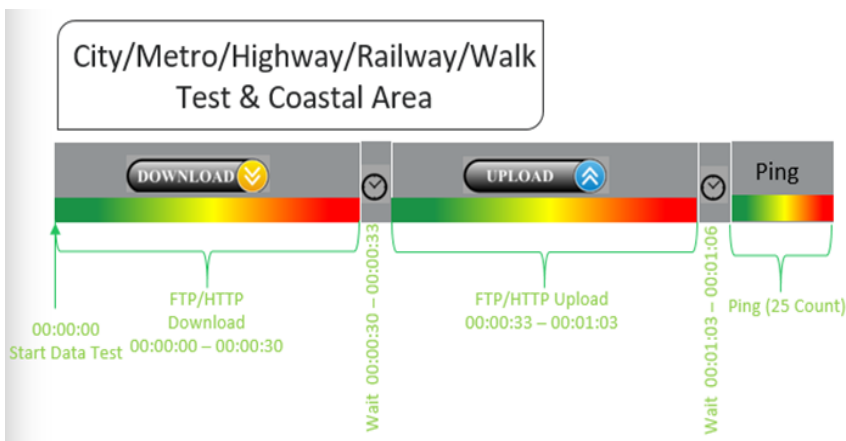 City/Metro/Highway/Railway/Walk
Test & Coastal Area
DOWNLOAD
UPLOAD
Ping
00:00:00
Start Data Test
FTP/HTTP
Download
00:00:00 – 00:00:30
Wait 00:00:30 – 00:00:33
FTP/HTTP Upload
00:00:33 – 00:01:03
Wait 00:01:03 – 00:01:06
Ping (25 Count)